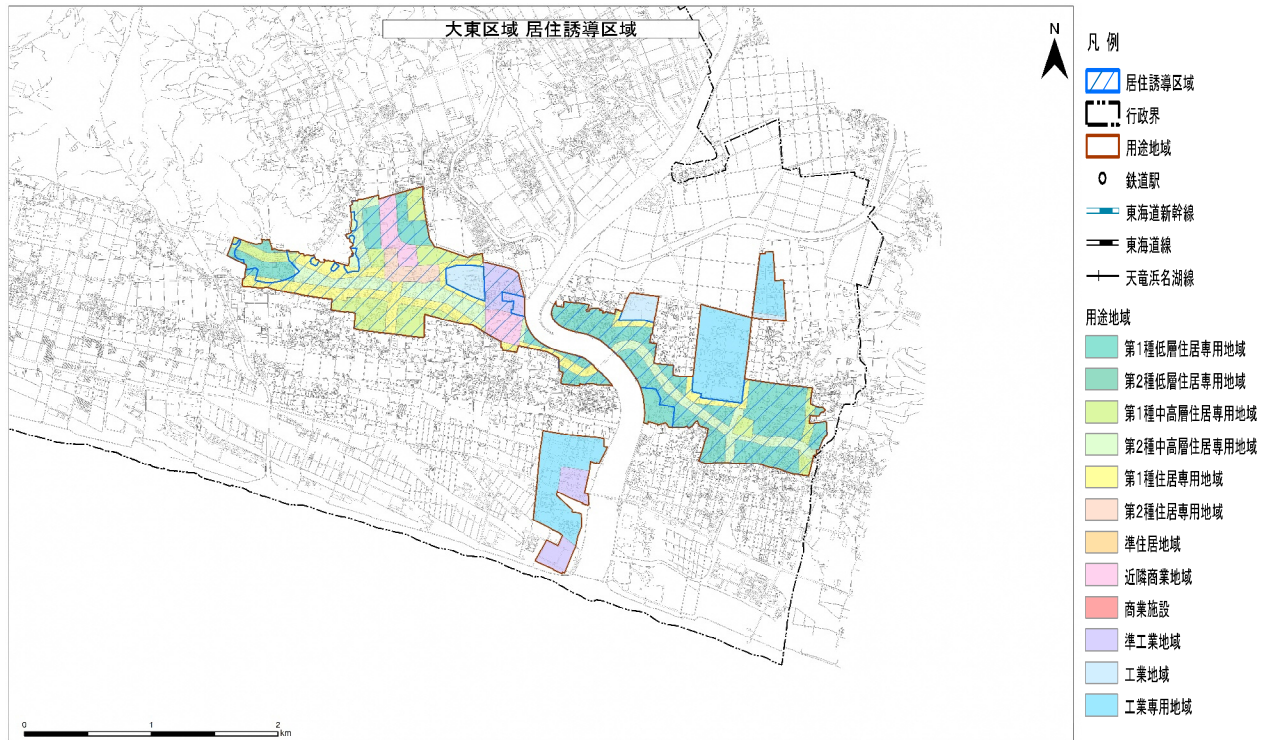 大東区域 居住誘導区域
N
凡 例
居住誘導区域
行政界
用途地域
鉄道駅
東海道新幹線
東海道線
天竜浜名湖線
用途地域
第1種低層住居専用地域
第2種低層住居専用地域
第1種中高層住居専用地域
第2種中高層住居専用地域
第1種住居専用地域
第2種住居専用地域
準住居地域
近隣商業地域
商業施設
準工業地域
工業地域
工業専用地域
0 1 2
km